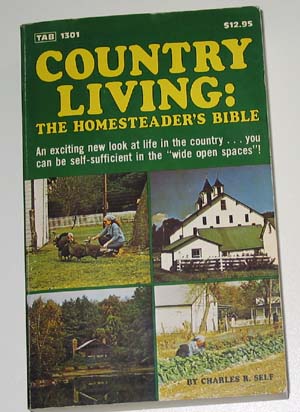 TAB 1301
$12.95
COUNTRY
LIVING:
THE HOMESTEADER'S BIBLE
An exciting new look at life in the country . . . you
can be self-sufficient in the "wide open spaces"!
BY CHARLES R. SELF